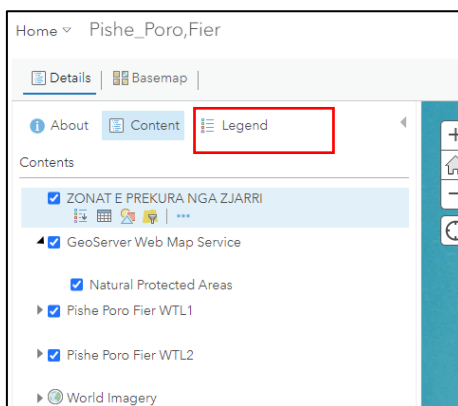 Home Pishe_Poro,Fier
Details Basemap
About Content Legend
Contents
ZONAT E PREKURA NGA ZJARRI
GeoServer Web Map Service
Natural Protected Areas
Pishe Poro Fier WTL1
Pishe Poro Fier WTL2
World Imagery